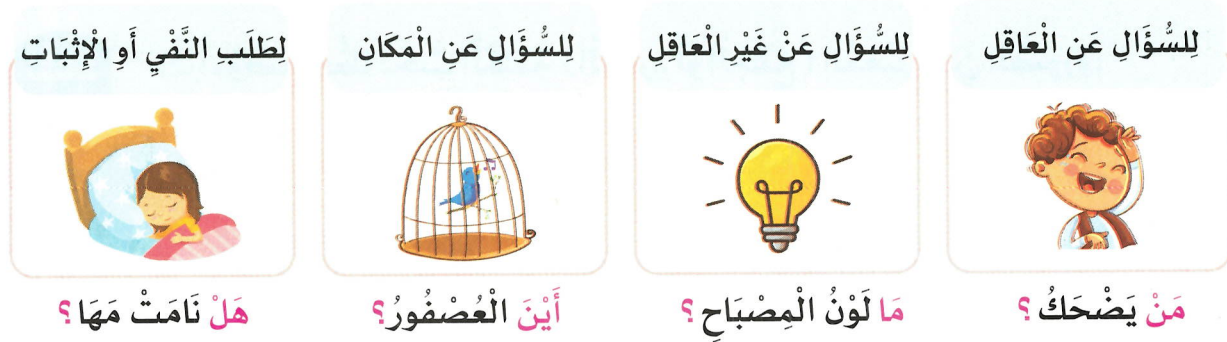 لِلسُّؤَالِ عَنِ الْعَاقِلِ
لِلسُّؤَالِ عَنْ غَيْرِ الْعَاقِلِ
لِلسُّؤَالِ عَنِ الْمَكَانِ
لِطَلَبِ النَّفْيِ أَوِ الْإِثْبَاتِ
مَنْ يَضْحَكُ؟
مَا لَوْنُ الْمِصْبَاحِ؟
أَيْنَ الْعُصْفُورُ؟
هَلْ نَامَتْ مَهَا؟